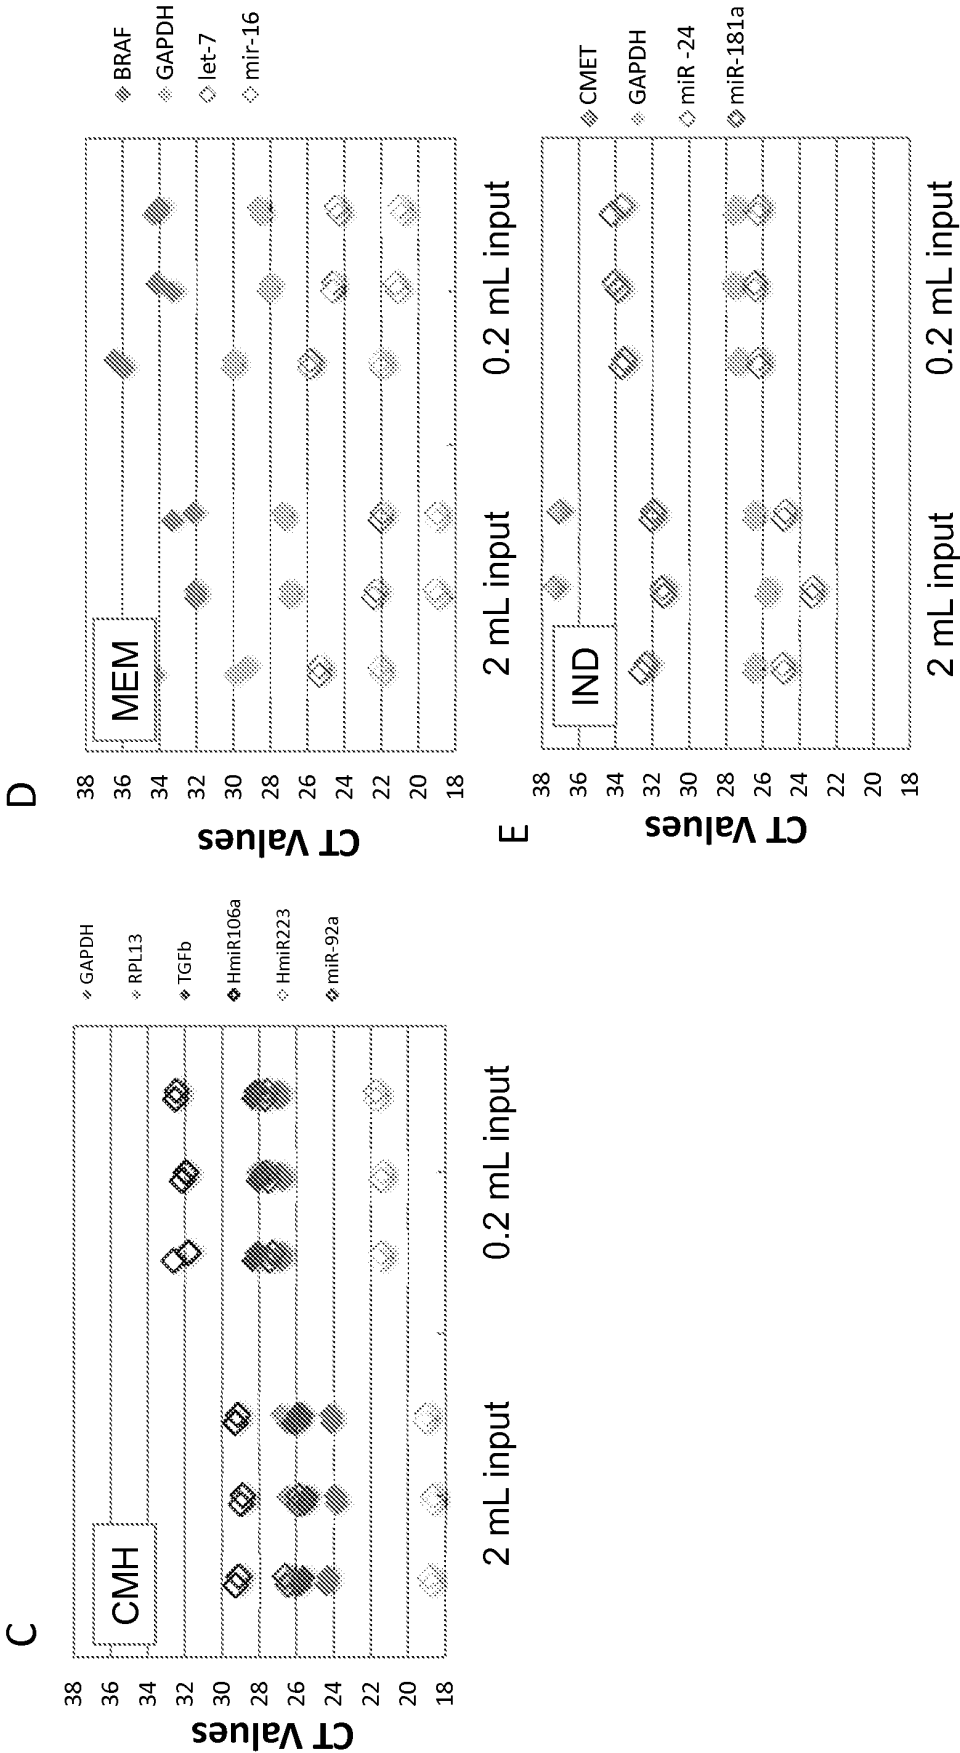 C
CMH
CT Values
38
36
34
32
30
28
26
24
22
20
18
2 mL input
0.2 mL input
GAPDH
RPL13
TGFb
HmiR106a
HmiR223
miR-92a
D
MEM
CT Values
38
36
34
32
30
28
26
24
22
20
18
2 mL input
0.2 mL input
BRAF
GAPDH
let-7
mir-16
E
IND
CT Values
38
36
34
32
30
28
26
24
22
20
18
2 mL input
0.2 mL input
CMET
GAPDH
miR -24
miR-181a